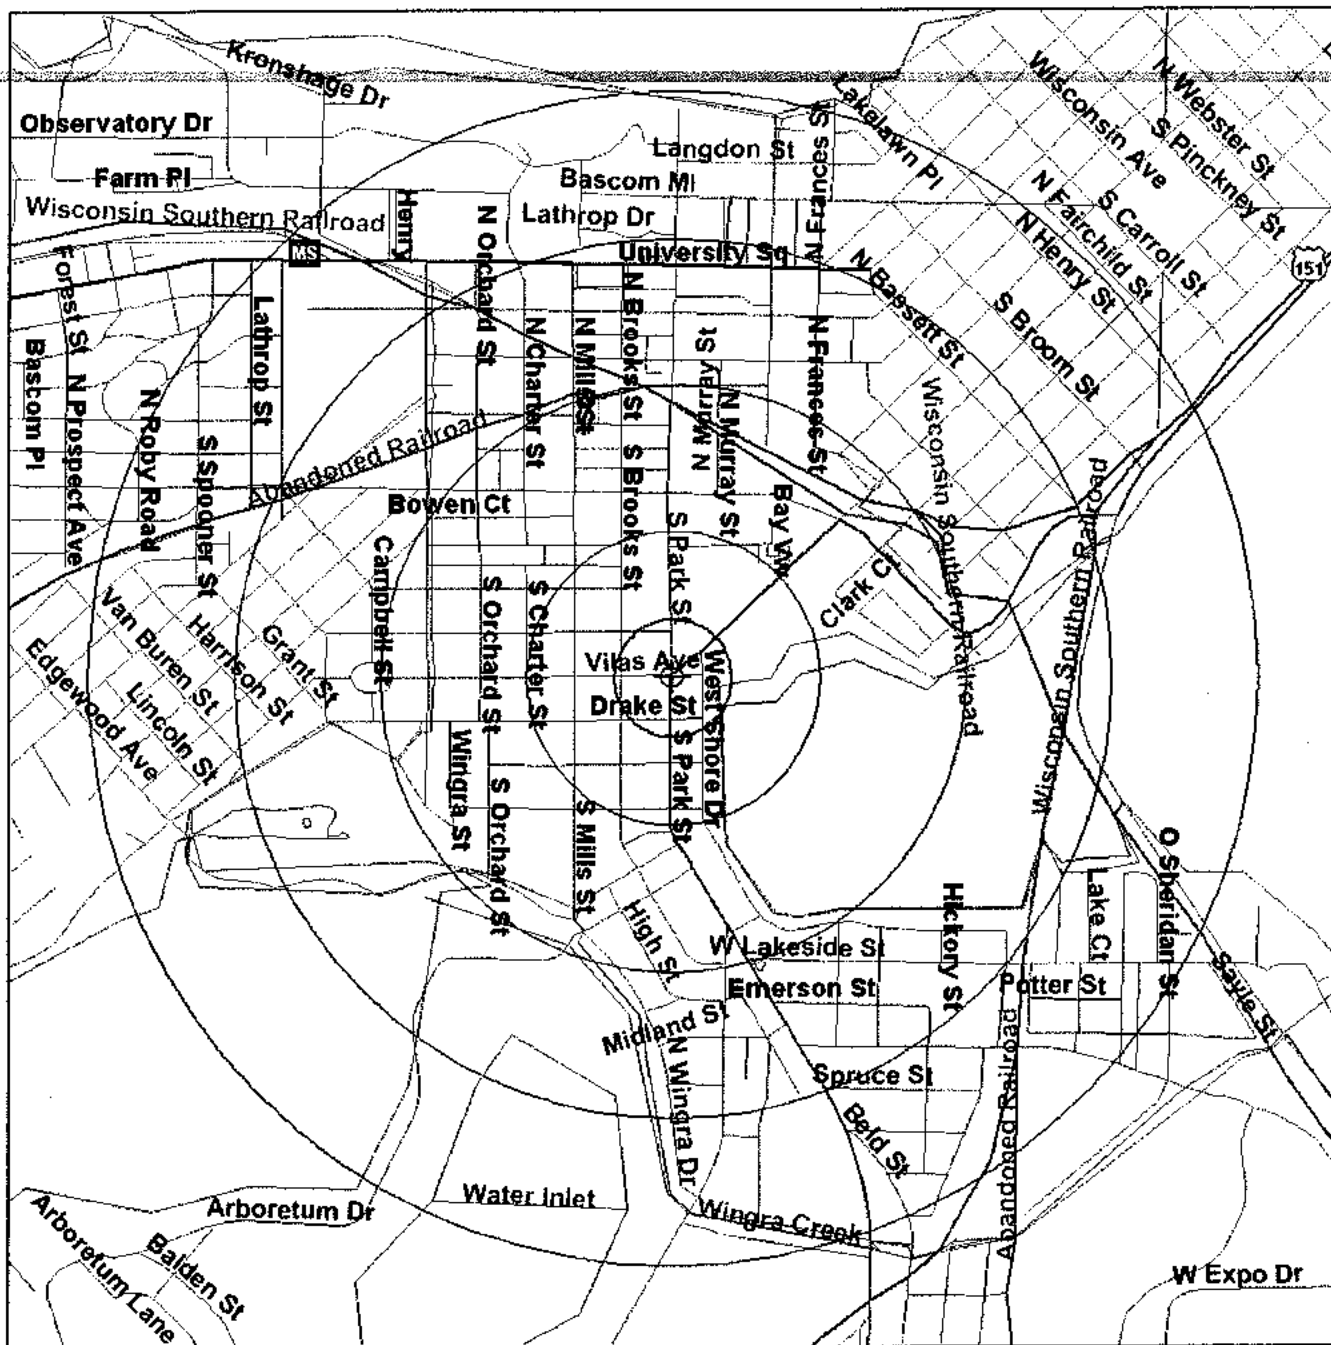 Kronshage Dr
Observatory Dr
Farm Pl
Wisconsin Southern Railroad
Henry
MS
Langdon St
Bascom Ml
Lathrop Dr
University Sq
N Frances S
Lakelawn Pl
Wisconsin Ave
N Webster St
S Pinckney St
S Carroll St
N Fairchild St
N Henry St
S Broom St
N Bassett St
151
Forest St
Bascom Pl
N Prospect Ave
N Roby Road
S Spooner St
Lathrop St
Abandoned Railroad
N Orchard St
N Charter St
N Mills St
N Brooks St
S Brooks St
N Murray St
N Murray St
N Frances St
Wisconsin Southern Railroad
Wisconsin Southern Railroad
Bowen Ct
Campbell St
S Orchard St
S Charter St
S Park St
Bay Vw
Clark Ct
Van Buren St
Harrison St
Grant St
Edgewood Ave
Lincoln St
Vilas Ave
Drake St
West Shore Dr
S Park St
Wingra St
S Orchard St
S Mills St
High St
W Lakeside St
Emerson St
Hickory St
Lake Ct
O Sheridan St
Potter St
Sayle St
Midland St
N Wingra Dr
Spruce St
Beld St
Abandoned Railroad
Water Inlet
Wingra Creek
Arboretum Dr
Arboretum Lane
Balden St
W Expo Dr